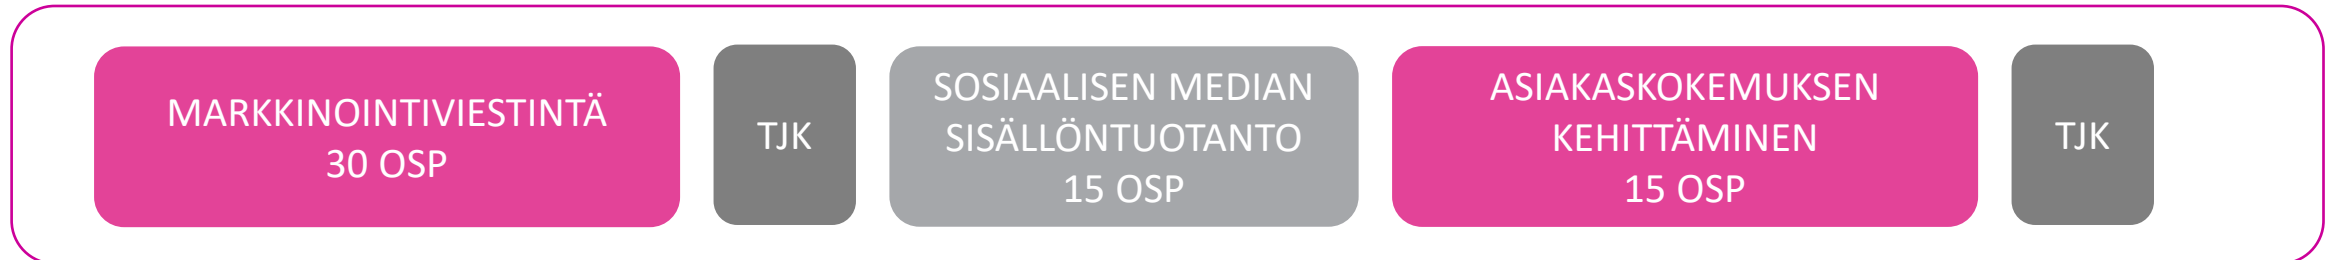 MARKKINOINTIVIESTINTÄ
30 OSP
TJK
SOSIAALISEN MEDIAN
SISÄLLÖNTUOTANTO
15 OSP
ASIAKASKOKEMUKSEN
KEHITTÄMINEN
15 OSP
TJK